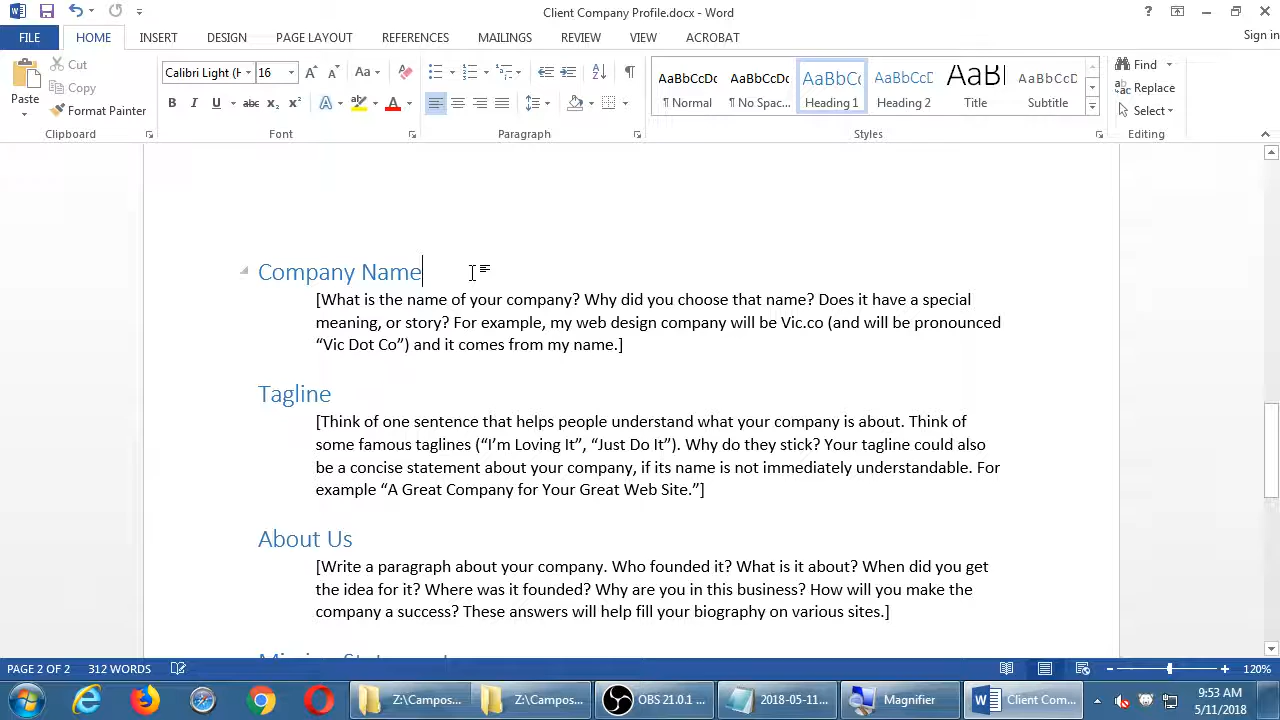 Client Company Profile.docx - Word
Sign in
FILE HOME INSERT DESIGN PAGE LAYOUT REFERENCES MAILINGS REVIEW VIEW ACROBAT
Paste
Cut
Copy
Format Painter
Clipboard
Calibri Light (H 16
Font
Paragraph
AaBbCcDc AaBbCcDc AaBbC AaBbCcD AaB AaBbCcD
¶ Normal ¶ No Spac... Heading 1 Heading 2 Title Subtitle
Styles
Find
Replace
Select
Editing
Company Name
[What is the name of your company? Why did you choose that name? Does it have a special
meaning, or story? For example, my web design company will be Vic.co (and will be pronounced
“Vic Dot Co”) and it comes from my name.]
Tagline
[Think of one sentence that helps people understand what your company is about. Think of
some famous taglines (“I’m Loving It”, “Just Do It”). Why do they stick? Your tagline could also
be a concise statement about your company, if its name is not immediately understandable. For
example “A Great Company for Your Great Web Site.”]
About Us
[Write a paragraph about your company. Who founded it? What is it about? When did you get
the idea for it? Where was it founded? Why are you in this business? How will you make the
company a success? These answers will help fill your biography on various sites.]
PAGE 2 OF 2 312 WORDS 120%
Z:\Campos... Z:\Campos... OBS 21.0.1 ... 2018-05-11... Magnifier Client Com...
9:53 AM
5/11/2018